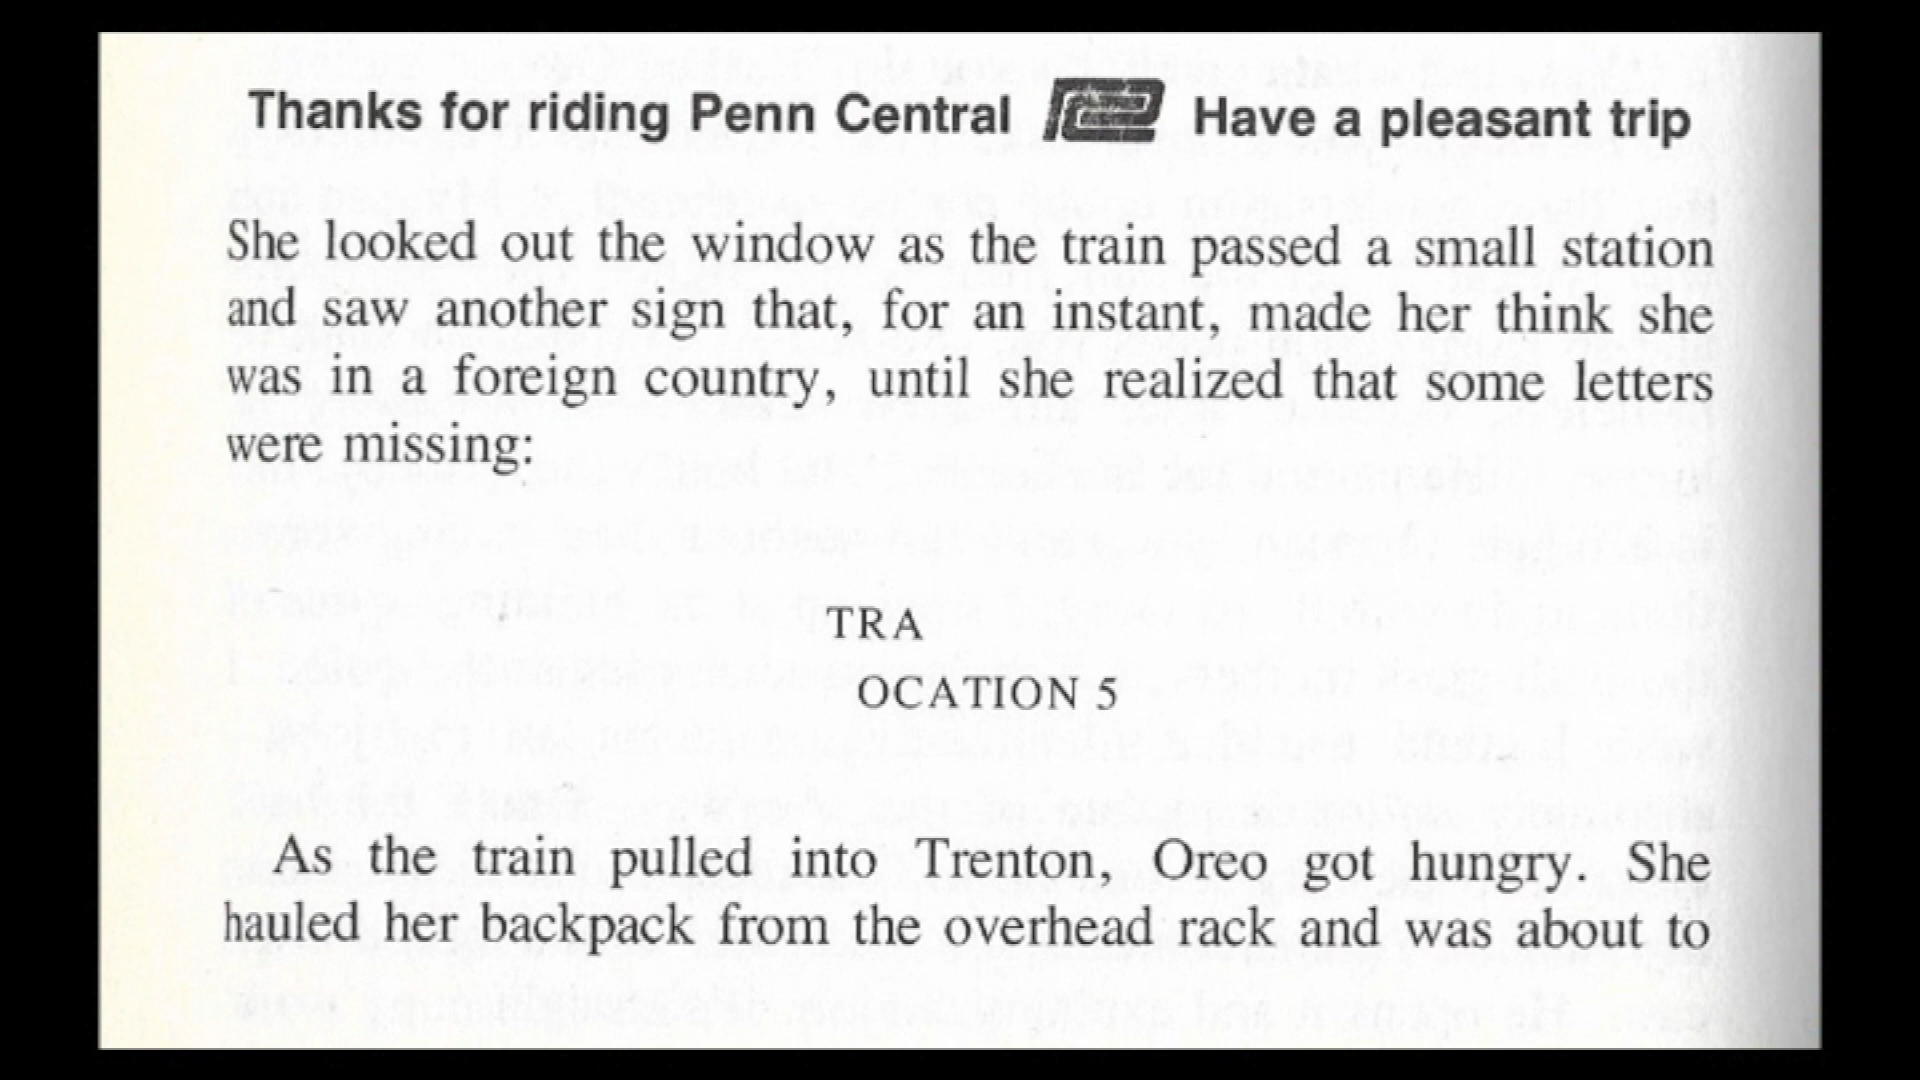 Thanks for riding Penn Central Have a pleasant trip
She looked out the window as the train passed a small station
and saw another sign that, for an instant, made her think she
was in a foreign country, until she realized that some letters
were missing:
TRA
OCATION 5
As the train pulled into Trenton, Oreo got hungry. She
hauled her backpack from the overhead rack and was about to